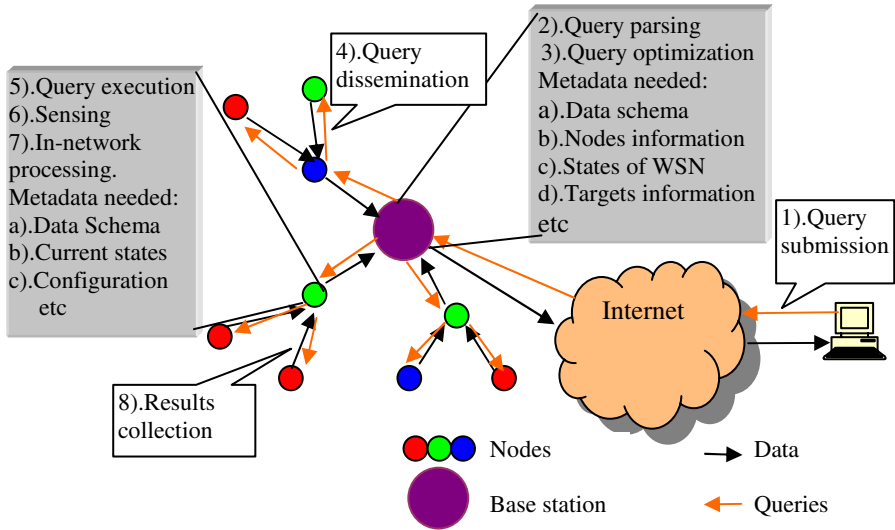 5).Query execution
6).Sensing
7).In-network
processing.
Metadata needed:
a).Data Schema
b).Current states
c).Configuration
etc
4).Query
dissemination
2).Query parsing
3).Query optimization
Metadata needed:
a).Data schema
b).Nodes information
c).States of WSN
d).Targets information
etc
1).Query
submission
Internet
8).Results
collection
Nodes
Data
Base station
Queries